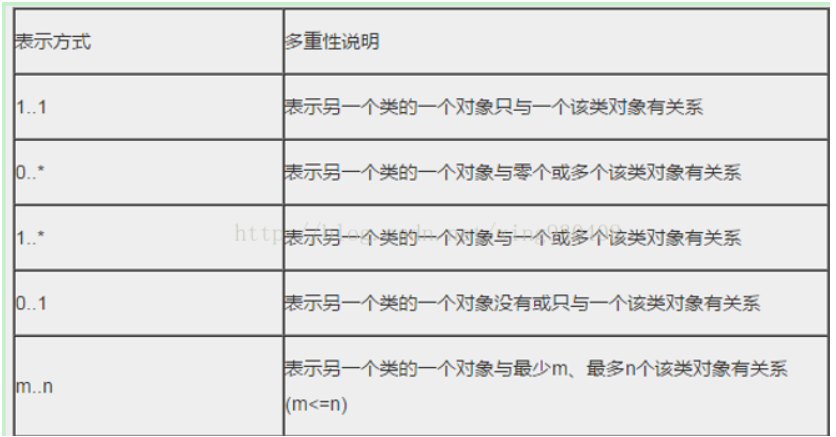 表示方式 多重性说明
1..1 表示另一个类的一个对象只与一个该类对象有关系
0..* 表示另一个类的一个对象与零个或多个该类对象有关系
1..* 表示另一个类的一个对象与一个或多个该类对象有关系
0..1 表示另一个类的一个对象没有或只与一个该类对象有关系
m..n 表示另一个类的一个对象与最少m、最多n个该类对象有关系
(m<=n)